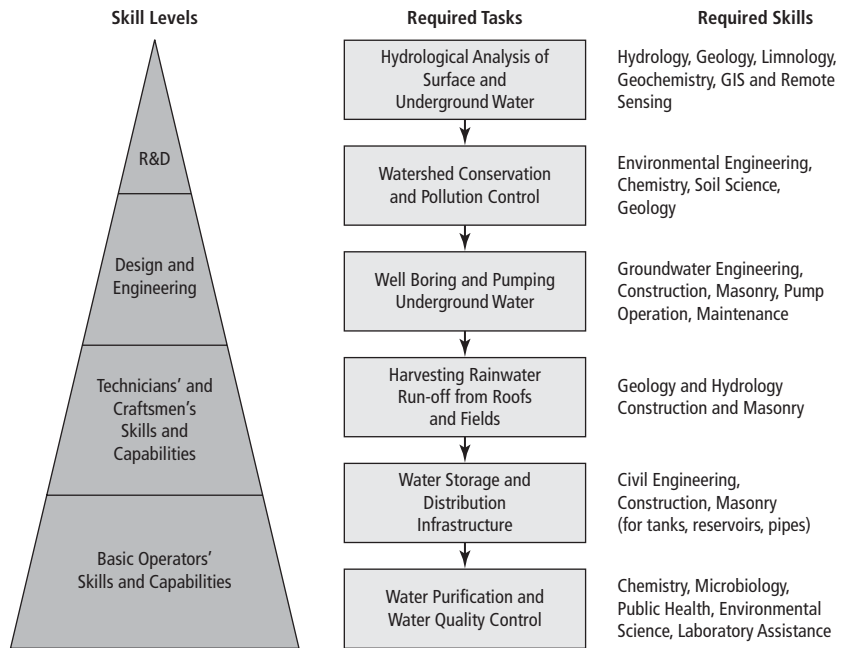 Skill Levels
Required Tasks
Required Skills
R&D
Design and
Engineering
Technicians' and
Craftsmen's
Skills and
Capabilities
Basic Operators'
Skills and Capabilities
Hydrological Analysis of
Surface and
Underground Water
Hydrology, Geology, Limnology,
Geochemistry, GIS and Remote
Sensing
Watershed Conservation
and Pollution Control
Environmental Engineering,
Chemistry, Soil Science,
Geology
Well Boring and Pumping
Underground Water
Groundwater Engineering,
Construction, Masonry, Pump
Operation, Maintenance
Harvesting Rainwater
Run-off from Roofs
and Fields
Geology and Hydrology
Construction and Masonry
Water Storage and
Distribution
Infrastructure
Civil Engineering,
Construction, Masonry
(for tanks, reservoirs, pipes)
Water Purification and
Water Quality Control
Chemistry, Microbiology,
Public Health, Environmental
Science, Laboratory Assistance